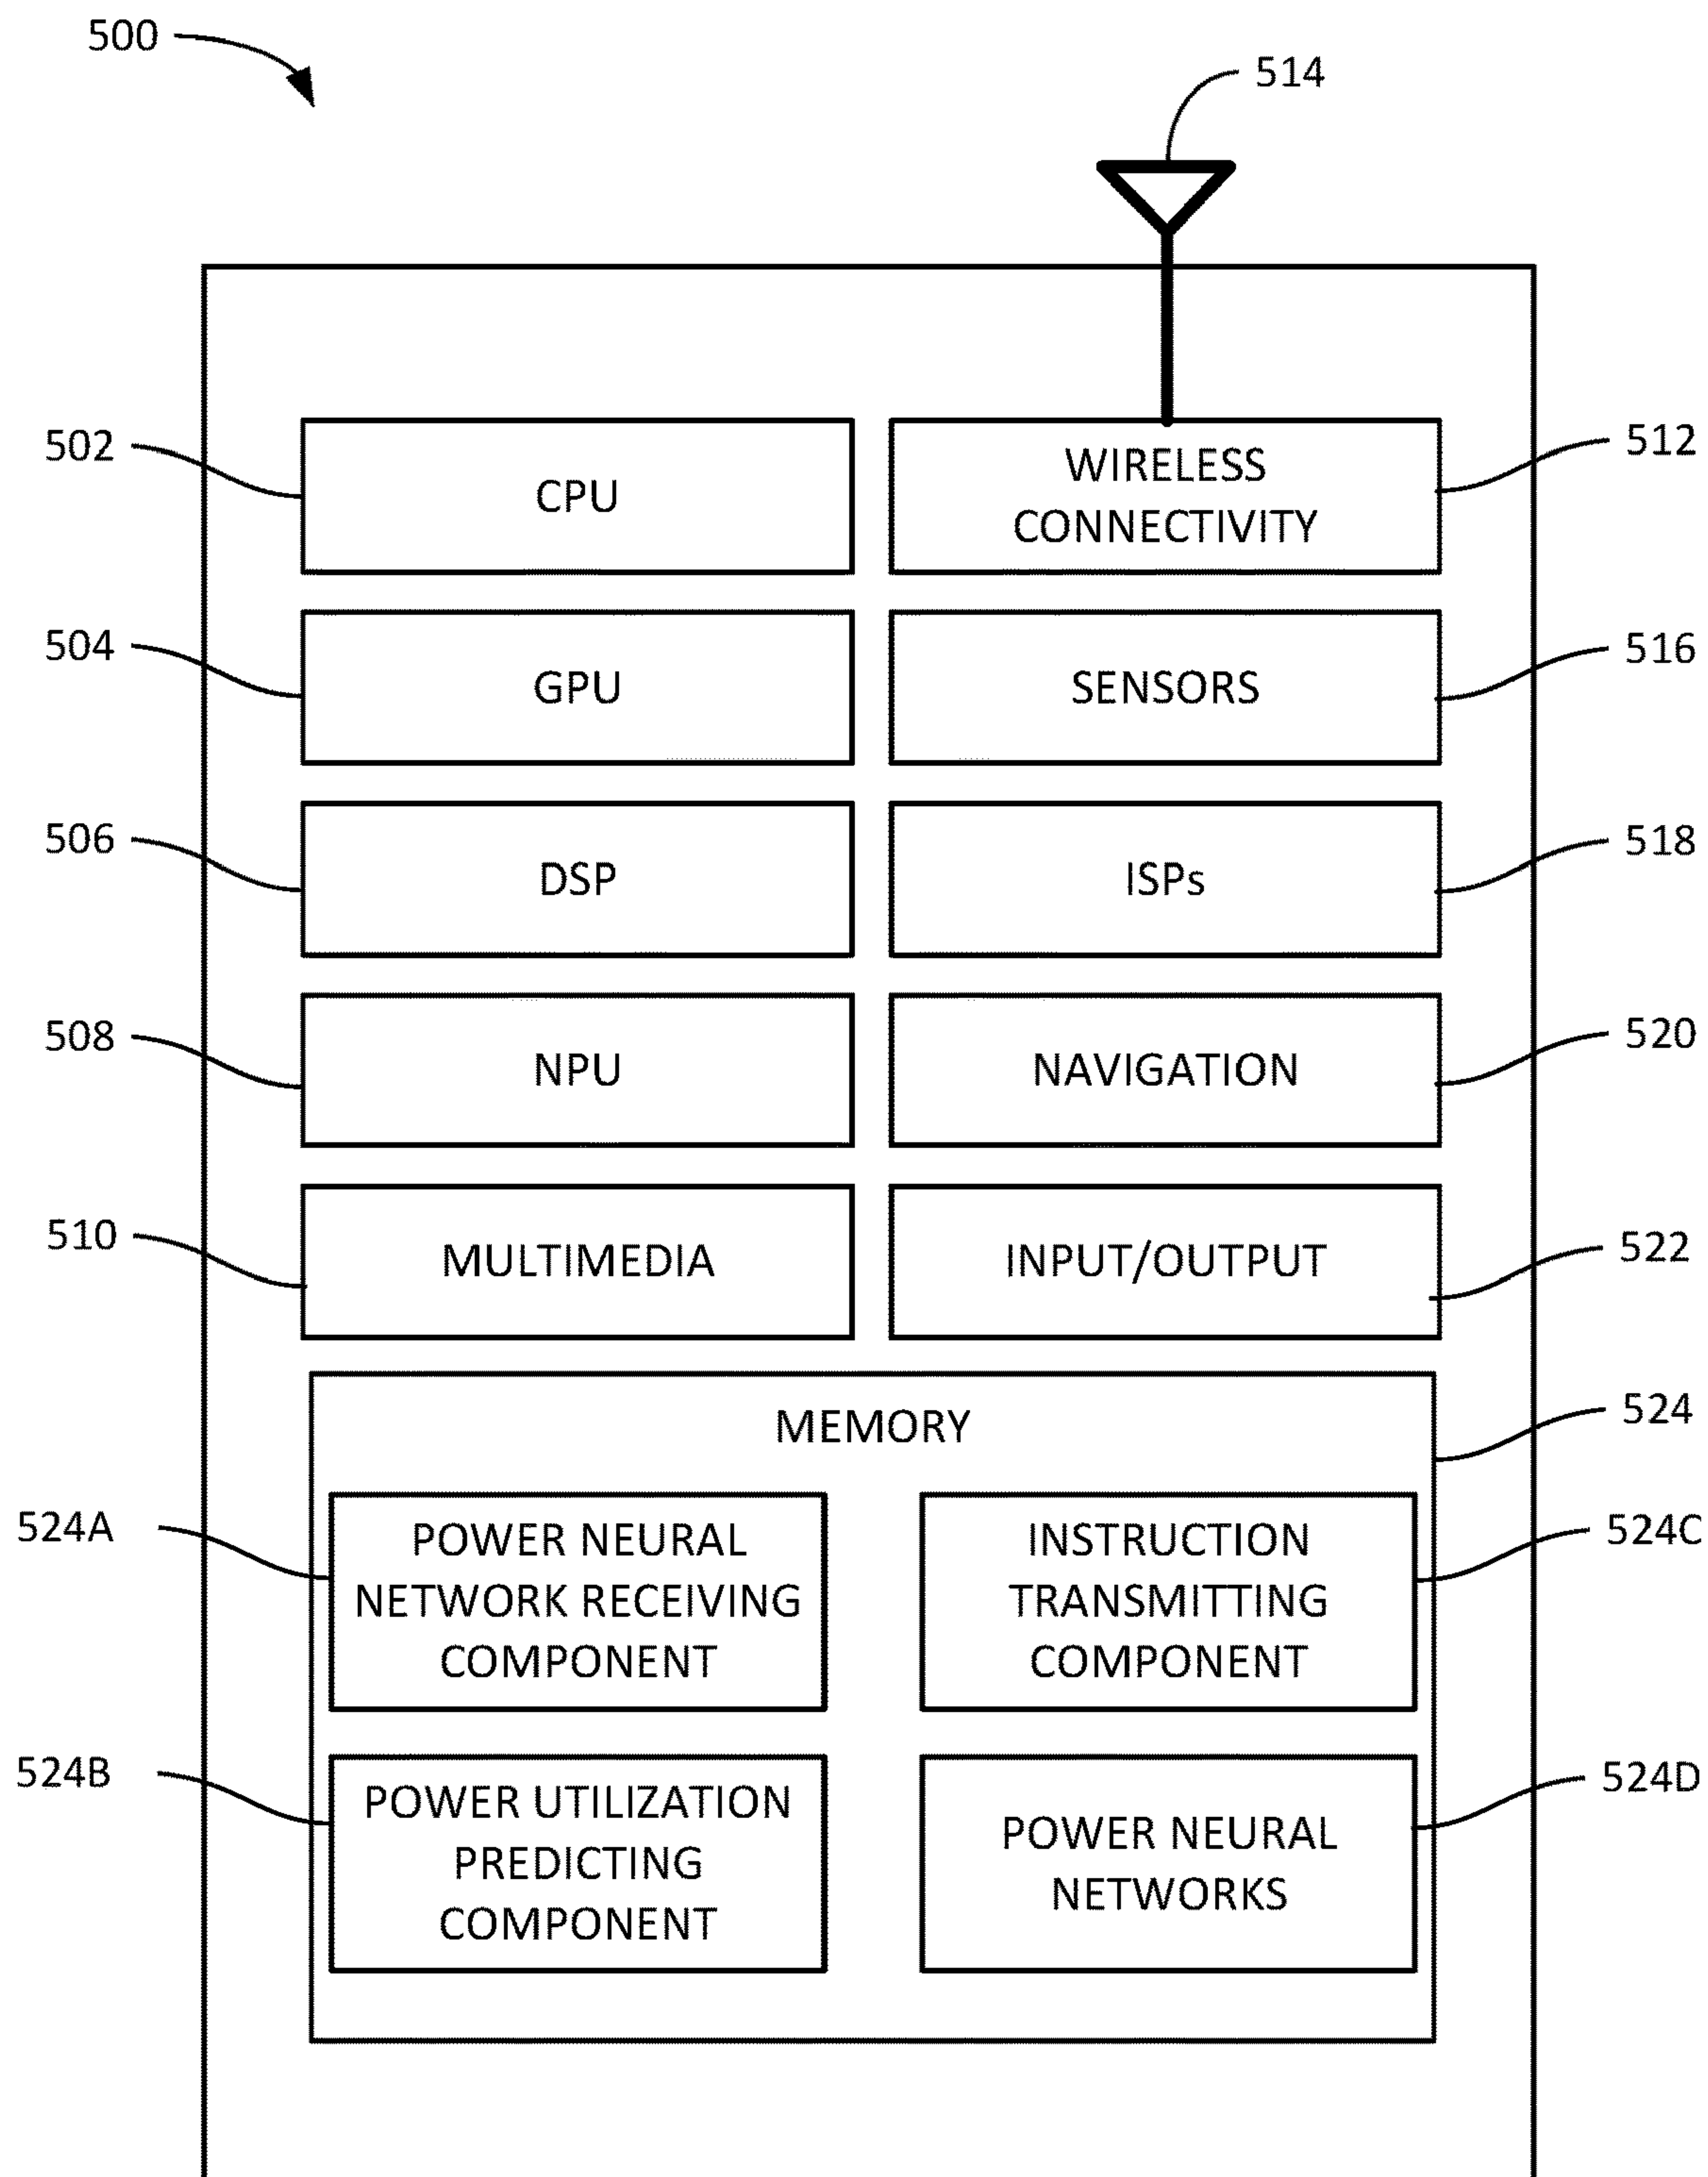 500
514
502
CPU
WIRELESS
CONNECTIVITY
512
504
GPU
SENSORS
516
506
DSP
ISPs
518
508
NPU
NAVIGATION
520
510
MULTIMEDIA
INPUT/OUTPUT
522
MEMORY
524
524A
POWER NEURAL
NETWORK RECEIVING
COMPONENT
INSTRUCTION
TRANSMITTING
COMPONENT
524C
524B
POWER UTILIZATION
PREDICTING
COMPONENT
POWER NEURAL
NETWORKS
524D